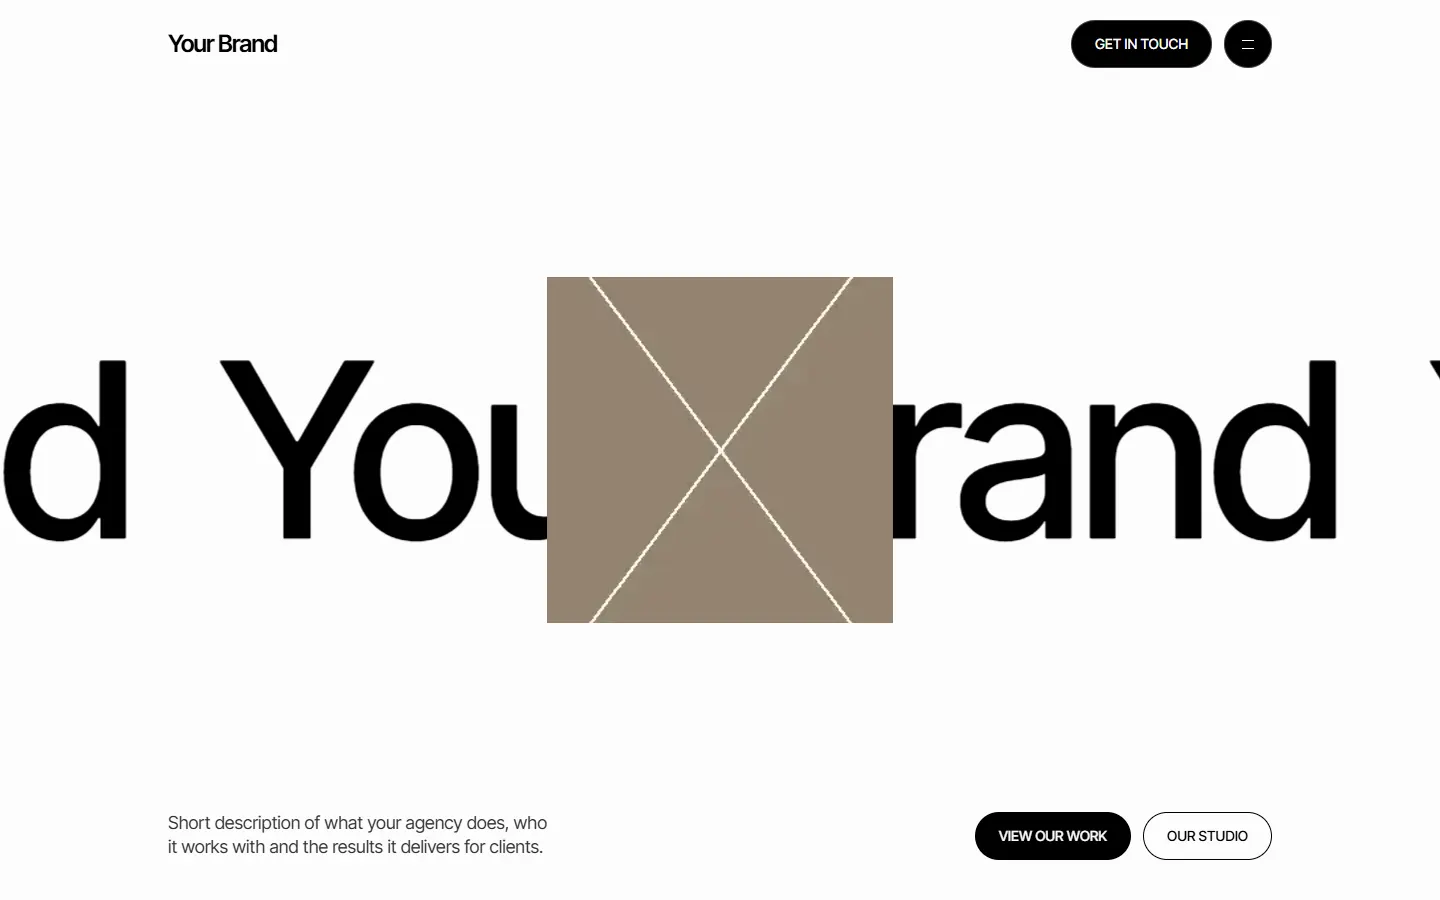 Your Brand
GET IN TOUCH
d You rand
Short description of what your agency does, who
it works with and the results it delivers for clients.
VIEW OUR WORK
OUR STUDIO